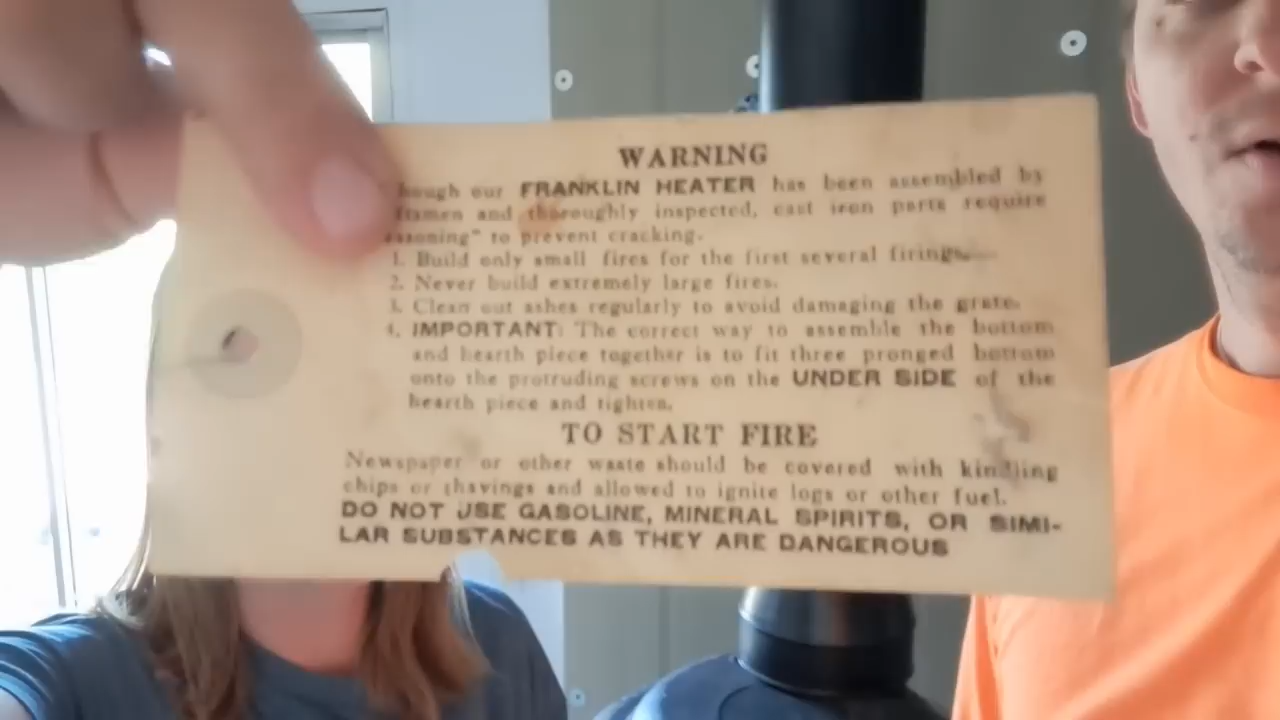 WARNING
hough our FRANKLIN HEATER has been assembled by
ftsmen and thoroughly inspected, cast iron parts require
easoning" to prevent cracking.
1. Build only small fires for the first several firings.
2. Never build extremely large fires.
3. Clean out ashes regularly to avoid damaging the grate.
4. IMPORTANT: The correct way to assemble the bottom
and hearth piece together is to fit three pronged bottom
onto the protruding screws on the UNDER SIDE of the
hearth piece and tighten.
TO START FIRE
Newspaper or other waste should be covered with kindling
chips or shavings and allowed to ignite logs or other fuel.
DO NOT USE GASOLINE, MINERAL SPIRITS, OR SIMI-
LAR SUBSTANCES AS THEY ARE DANGEROUS